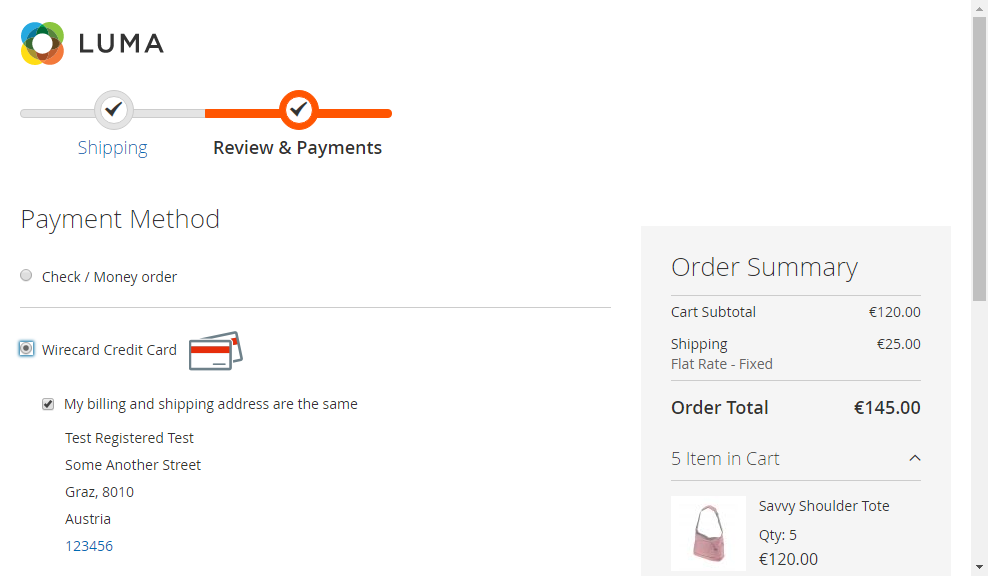 LUMA
Shipping
Review & Payments
Payment Method
Check / Money order
Wirecard Credit Card
My billing and shipping address are the same
Test Registered Test
Some Another Street
Graz, 8010
Austria
123456
Order Summary
Cart Subtotal €120.00
Shipping €25.00
Flat Rate - Fixed
Order Total €145.00
5 Item in Cart
Savvy Shoulder Tote
Qty: 5
€120.00